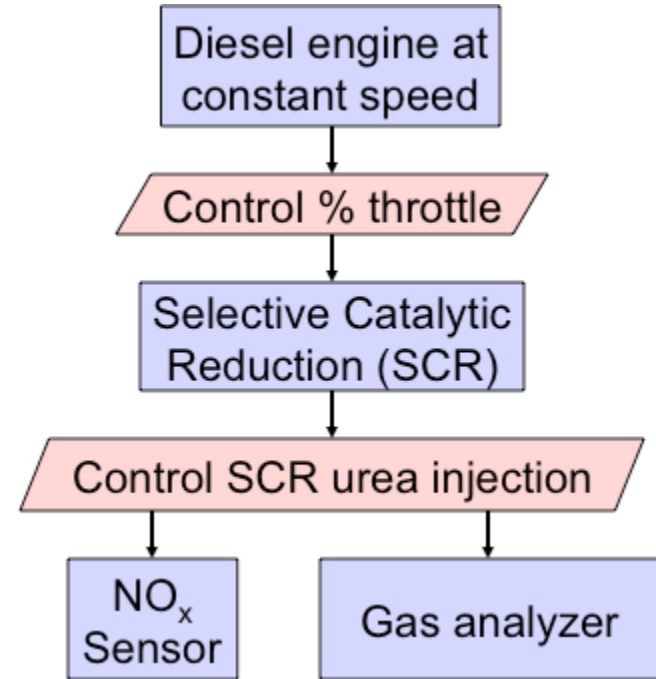 Diesel engine at
constant speed
Control % throttle
Selective Catalytic
Reduction (SCR)
Control SCR urea injection
NOx
Sensor
Gas analyzer